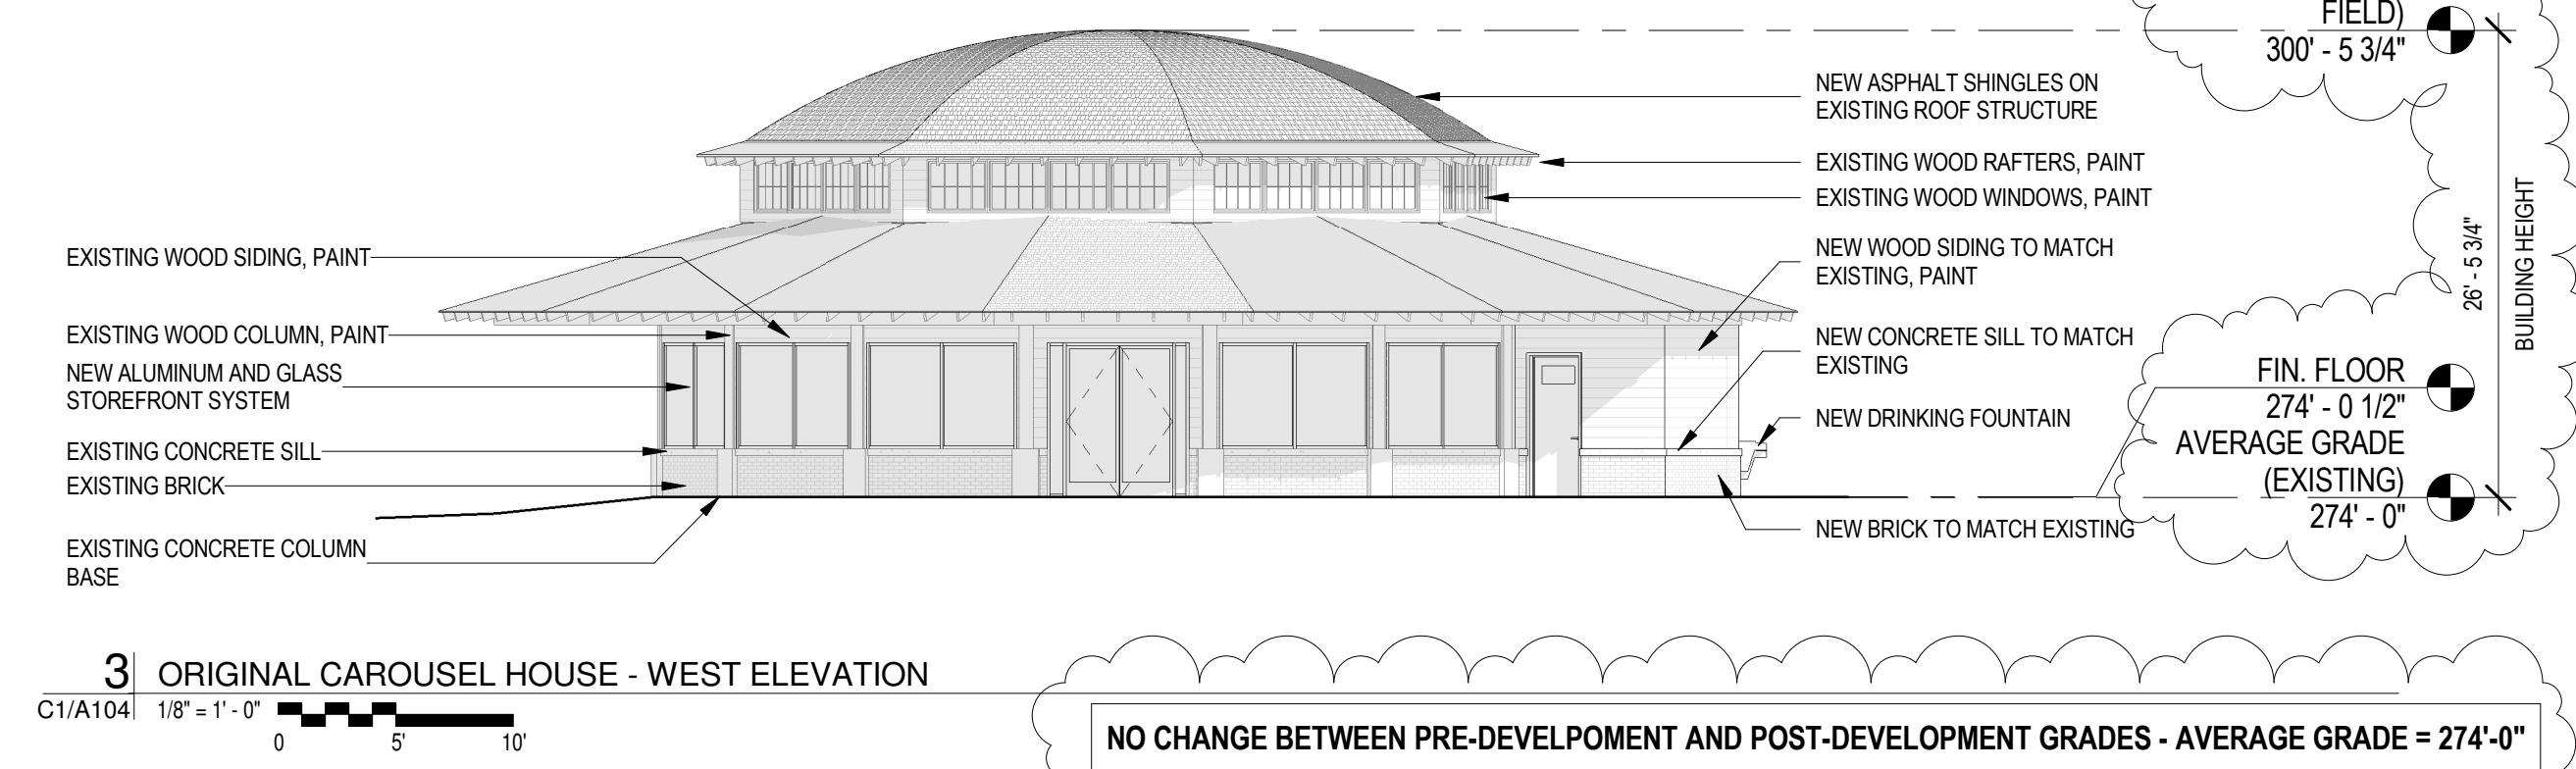 FIELD)
300' - 5 3/4"
NEW ASPHALT SHINGLES ON
EXISTING ROOF STRUCTURE
EXISTING WOOD RAFTERS, PAINT
EXISTING WOOD WINDOWS, PAINT
NEW WOOD SIDING TO MATCH
EXISTING, PAINT
NEW CONCRETE SILL TO MATCH
EXISTING
NEW DRINKING FOUNTAIN
NEW BRICK TO MATCH EXISTING
26' - 5 3/4"
BUILDING HEIGHT
FIN. FLOOR
274' - 0 1/2"
AVERAGE GRADE
(EXISTING)
274' - 0"
EXISTING WOOD SIDING, PAINT
EXISTING WOOD COLUMN, PAINT
NEW ALUMINUM AND GLASS
STOREFRONT SYSTEM
EXISTING CONCRETE SILL
EXISTING BRICK
EXISTING CONCRETE COLUMN
BASE
3 ORIGINAL CAROUSEL HOUSE - WEST ELEVATION
C1/A104 1/8" = 1' - 0"
0 5' 10'
NO CHANGE BETWEEN PRE-DEVELPOMENT AND POST-DEVELOPMENT GRADES - AVERAGE GRADE = 274'-0"